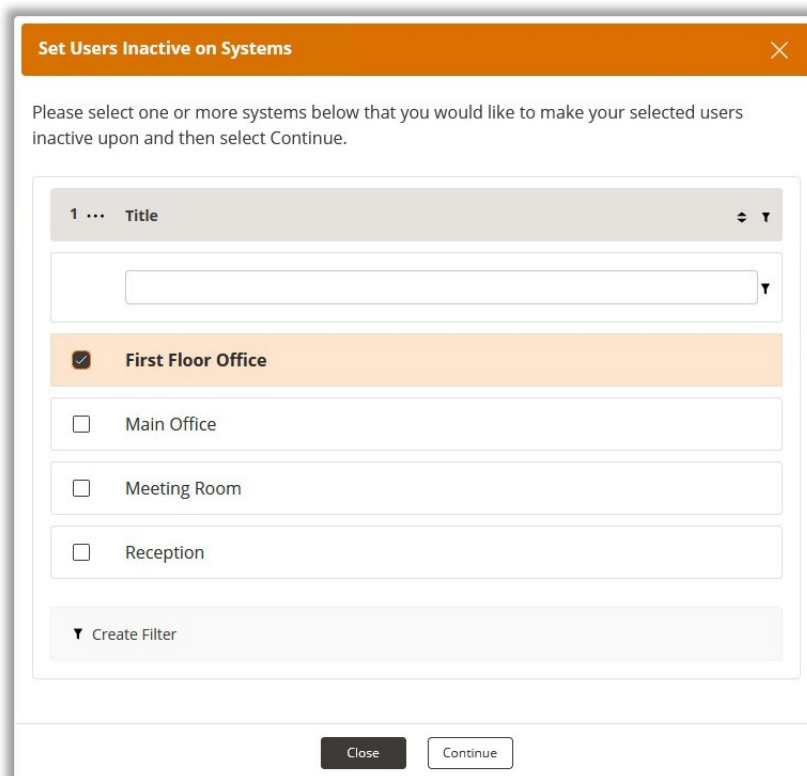 Set Users Inactive on Systems
Please select one or more systems below that you would like to make your selected users
inactive upon and then select Continue.
1 ... Title
First Floor Office
Main Office
Meeting Room
Reception
Create Filter
Close Continue